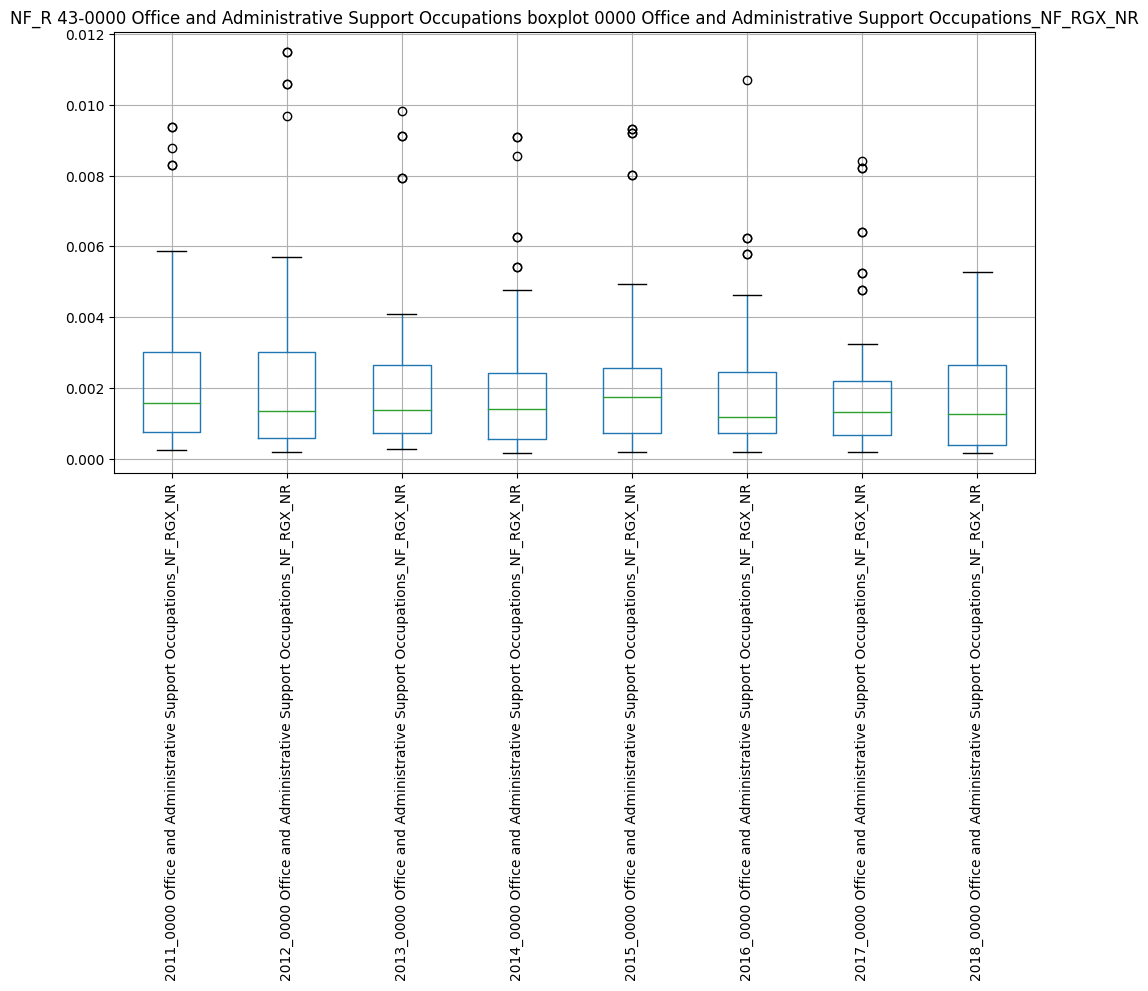 NF_R 43-0000 Office and Administrative Support Occupations boxplot 0000 Office and Administrative Support Occupations_NF_RGX_NR
0.012
0.010
0.008
0.006
0.004
0.002
0.000
2011_0000 Office and Administrative Support Occupations_NF_RGX_NR
2012_0000 Office and Administrative Support Occupations_NF_RGX_NR
2013_0000 Office and Administrative Support Occupations_NF_RGX_NR
2014_0000 Office and Administrative Support Occupations_NF_RGX_NR
2015_0000 Office and Administrative Support Occupations_NF_RGX_NR
2016_0000 Office and Administrative Support Occupations_NF_RGX_NR
2017_0000 Office and Administrative Support Occupations_NF_RGX_NR
2018_0000 Office and Administrative Support Occupations_NF_RGX_NR